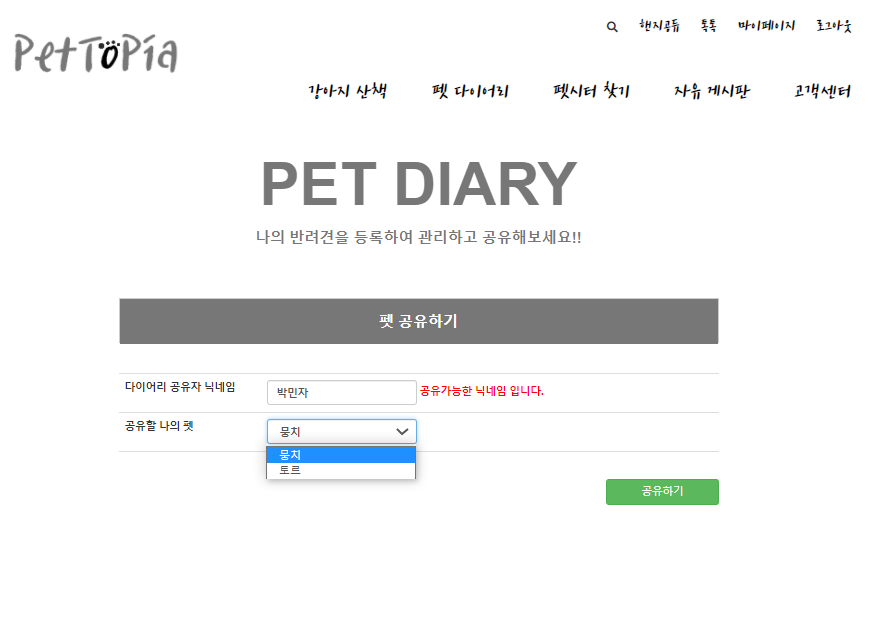 핸지공듀 톡톡 마이페이지 로그아웃
PetToPia
강아지 산책 펫 다이어리 펫시터 찾기 자유 게시판 고객센터
PET DIARY
나의 반려견을 등록하여 관리하고 공유해보세요!!
펫 공유하기
다이어리 공유자 닉네임 박민자 공유가능한 닉네임 입니다.
공유할 나의 펫 뭉치
뭉치
토르
공유하기